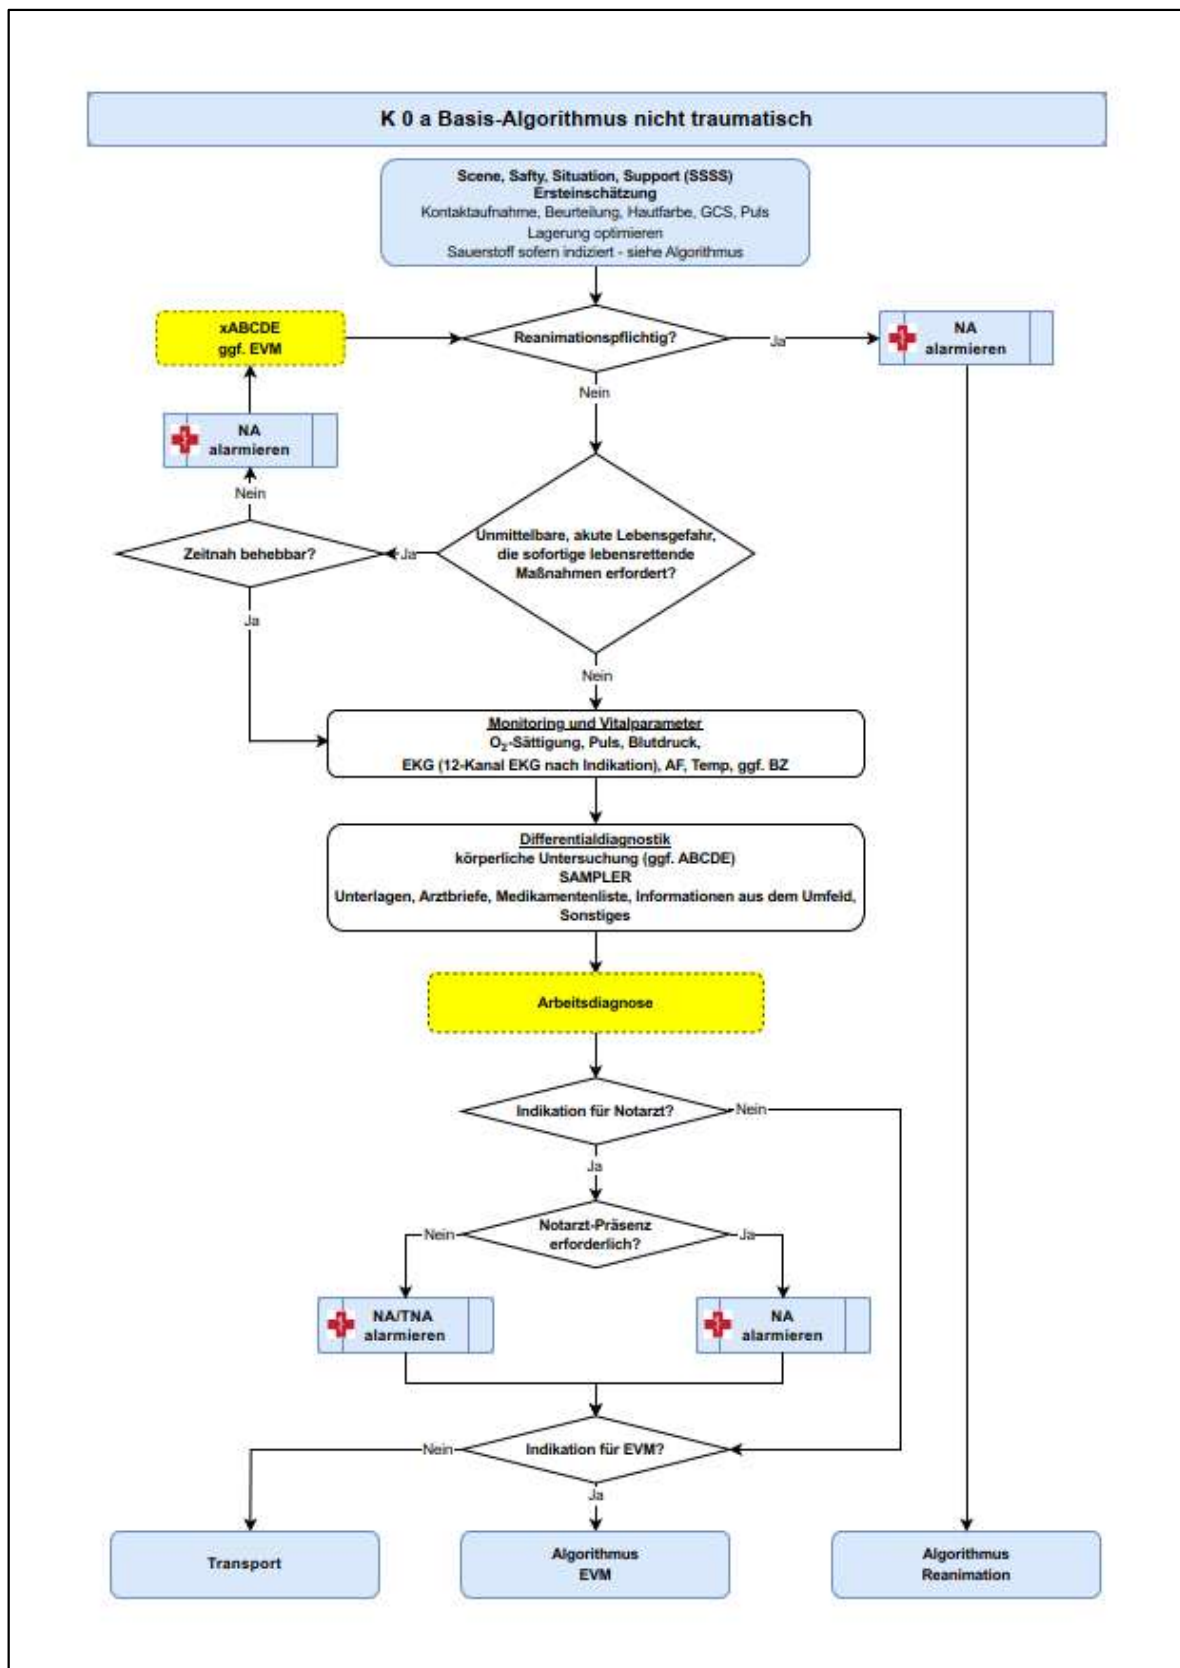 K 0 a Basis-Algorithmus nicht traumatisch
Scene, Safty, Situation, Support (SSSS)
Ersteinschätzung
Kontaktaufnahme, Beurteilung, Hautfarbe, GCS, Puls
Lagerung optimieren
Sauerstoff sofern indiziert - siehe Algorithmus
xABCDE
ggf. EVM
Reanimationspflichtig?
Ja
NA
alarmieren
Nein
NA
alarmieren
Nein
Zeitnah behebbar?
Ja
Unmittelbare, akute Lebensgefahr,
die sofortige lebensrettende
Maßnahmen erfordert?
Ja
Nein
Monitoring und Vitalparameter
O₂-Sättigung, Puls, Blutdruck,
EKG (12-Kanal EKG nach Indikation), AF, Temp, ggf. BZ
Differentialdiagnostik
körperliche Untersuchung (ggf. ABCDE)
SAMPLER
Unterlagen, Arztbriefe, Medikamentenliste, Informationen aus dem Umfeld,
Sonstiges
Arbeitsdiagnose
Indikation für Notarzt?
Nein
Ja
Nein
Notarzt-Präsenz
erforderlich?
Ja
NA/TNA
alarmieren
NA
alarmieren
Nein
Indikation für EVM?
Ja
Transport
Algorithmus
EVM
Algorithmus
Reanimation